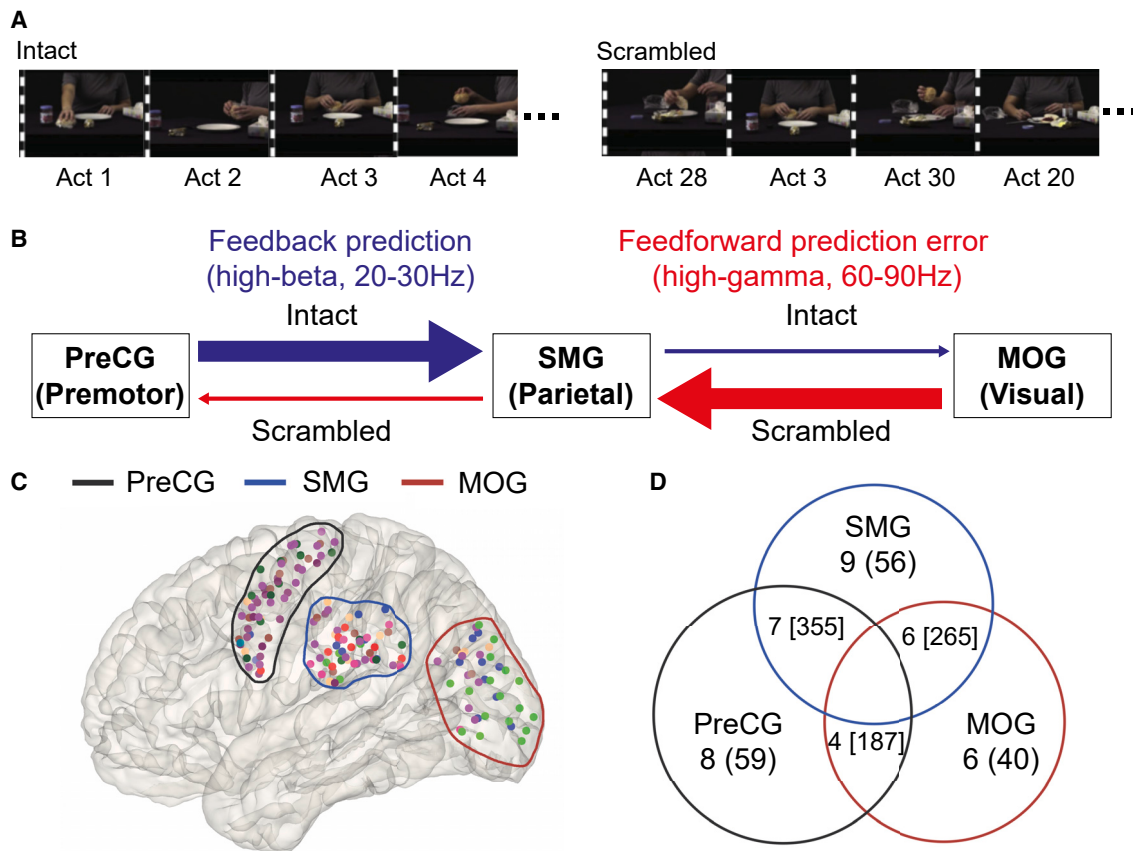 A
Intact
Scrambled
Act 1 Act 2 Act 3 Act 4
Act 28 Act 3 Act 30 Act 20
B
Feedback prediction
(high-beta, 20-30Hz)
Feedforward prediction error
(high-gamma, 60-90Hz)
Intact
Intact
PreCG
(Premotor)
SMG
(Parietal)
MOG
(Visual)
Scrambled
Scrambled
C
PreCG SMG MOG
D
SMG
9 (56)
7 [355]
6 [265]
PreCG
8 (59)
4 [187]
MOG
6 (40)